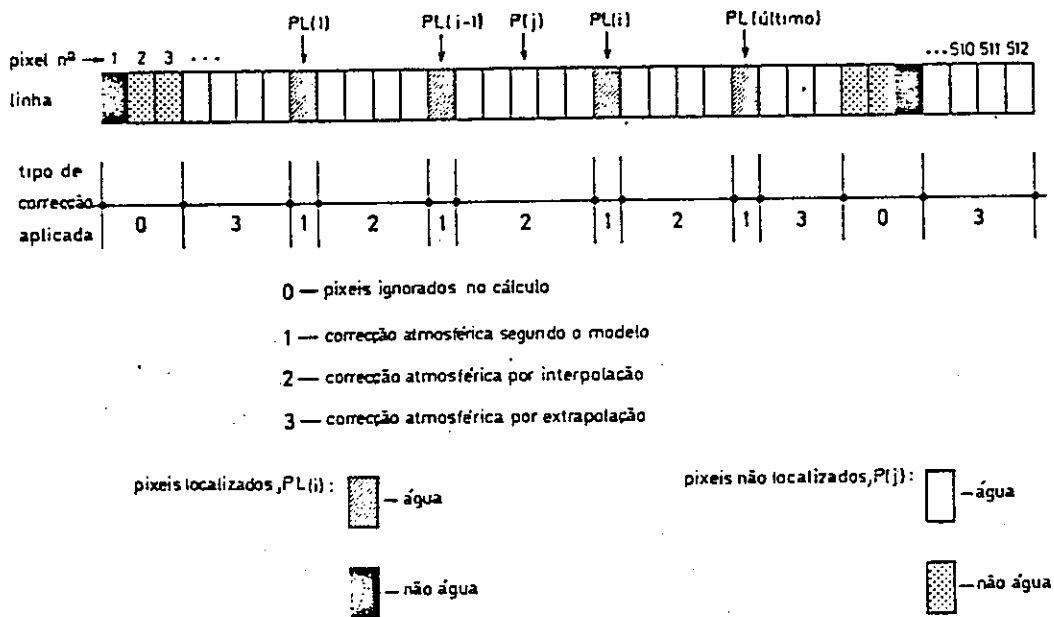 PL(1) PL(i-1) P(j) PL(i) PL(último)
pixel nº → 1 2 3 ... ...510 511 512
linha
tipo de
correcção
aplicada 0 3 1 2 1 2 1 2 1 3 0 3
0 — pixeis ignorados no cálculo
1 — correcção atmosférica segundo o modelo
2 — correcção atmosférica por interpolação
3 — correcção atmosférica por extrapolação
pixeis localizados, PL(i): — água
— não água
pixeis não localizados, P(j): — água
— não água